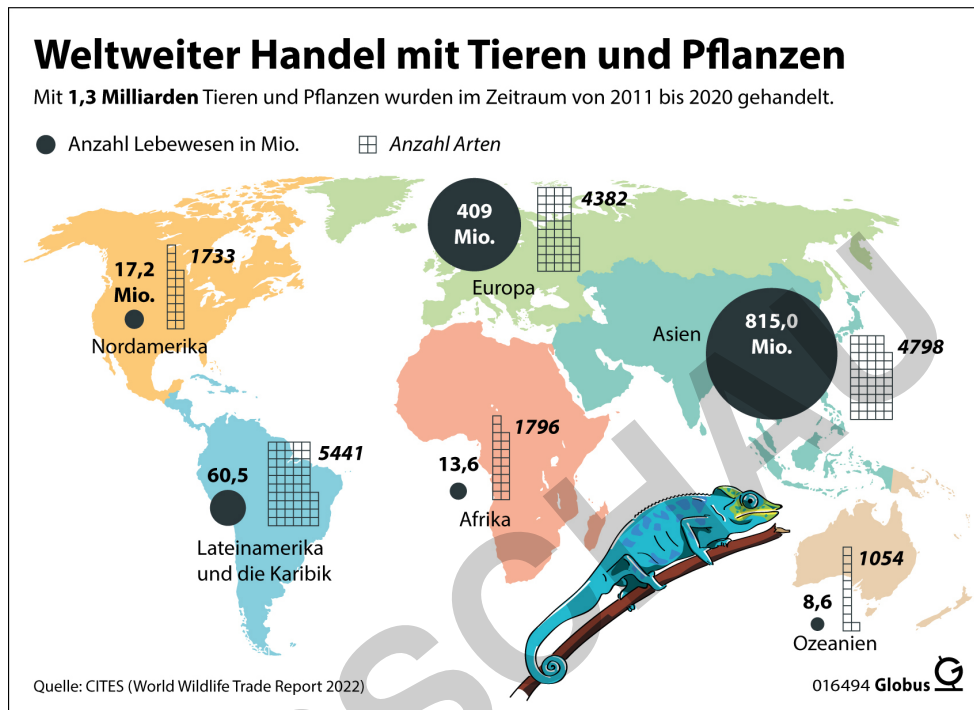 Weltweiter Handel mit Tieren und Pflanzen
Mit 1,3 Milliarden Tieren und Pflanzen wurden im Zeitraum von 2011 bis 2020 gehandelt.
Anzahl Lebewesen in Mio.
Anzahl Arten
17,2
Mio.
1733
Nordamerika
409
Mio.
4382
Europa
Asien
815,0
Mio.
4798
60,5
5441
Lateinamerika
und die Karibik
13,6
1796
Afrika
8,6
1054
Ozeanien
Quelle: CITES (World Wildlife Trade Report 2022)
016494 Globus